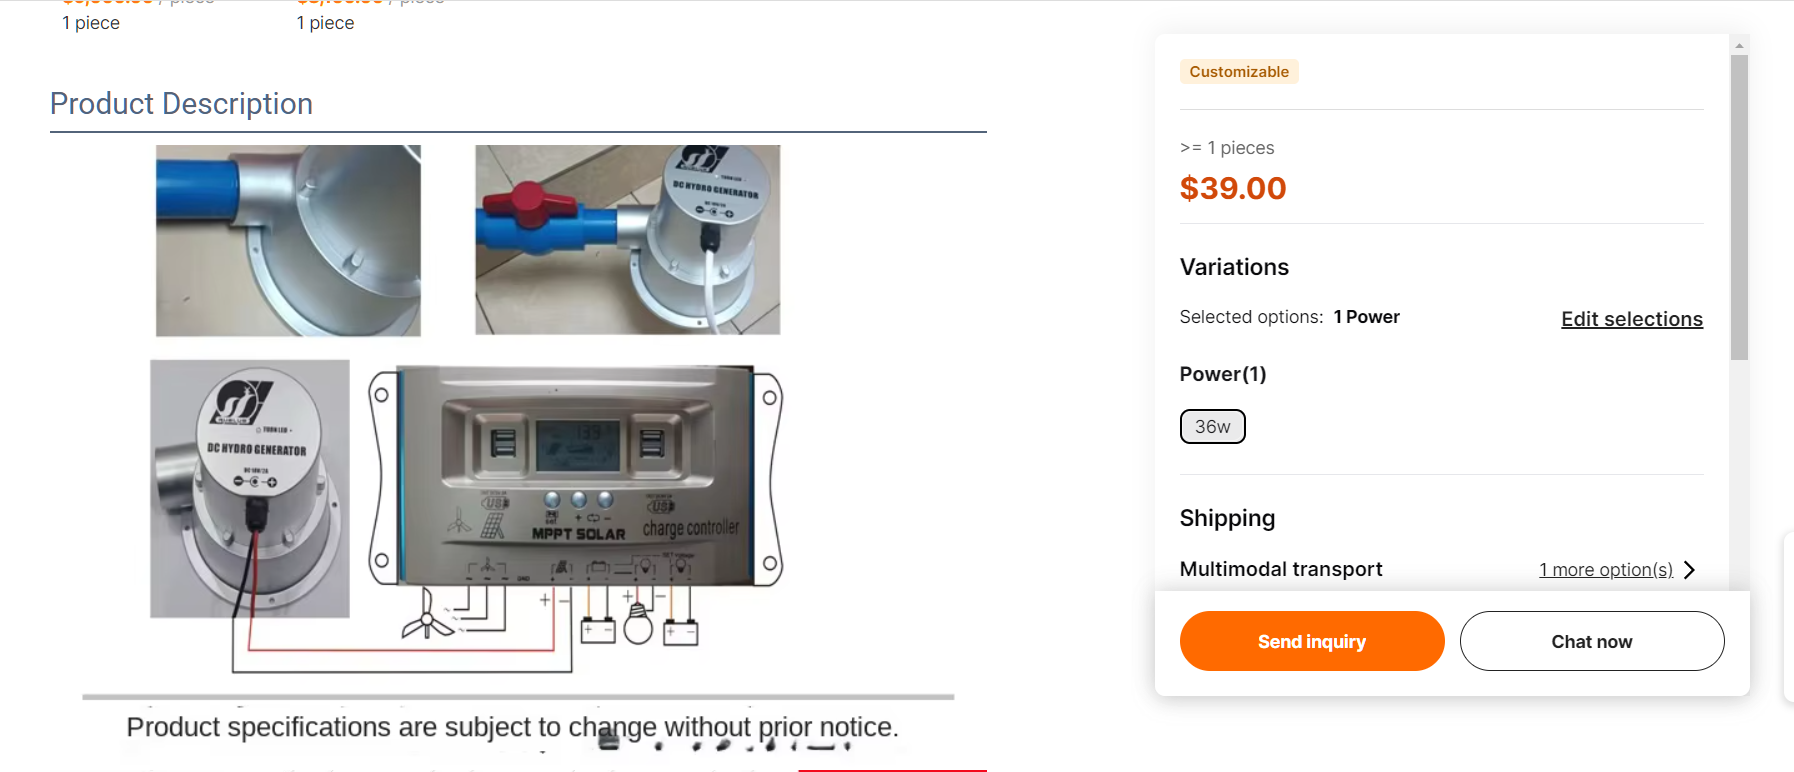 1 piece
1 piece
Product Description
DC HYDRO GENERATOR
DC HYDRO GENERATOR
USB
USB
set
MPPT SOLAR
charge controller
GND
Product specifications are subject to change without prior notice.
Customizable
>= 1 pieces
$39.00
Variations
Selected options: 1 Power
Edit selections
Power(1)
36w
Shipping
Multimodal transport
1 more option(s)
Send inquiry
Chat now